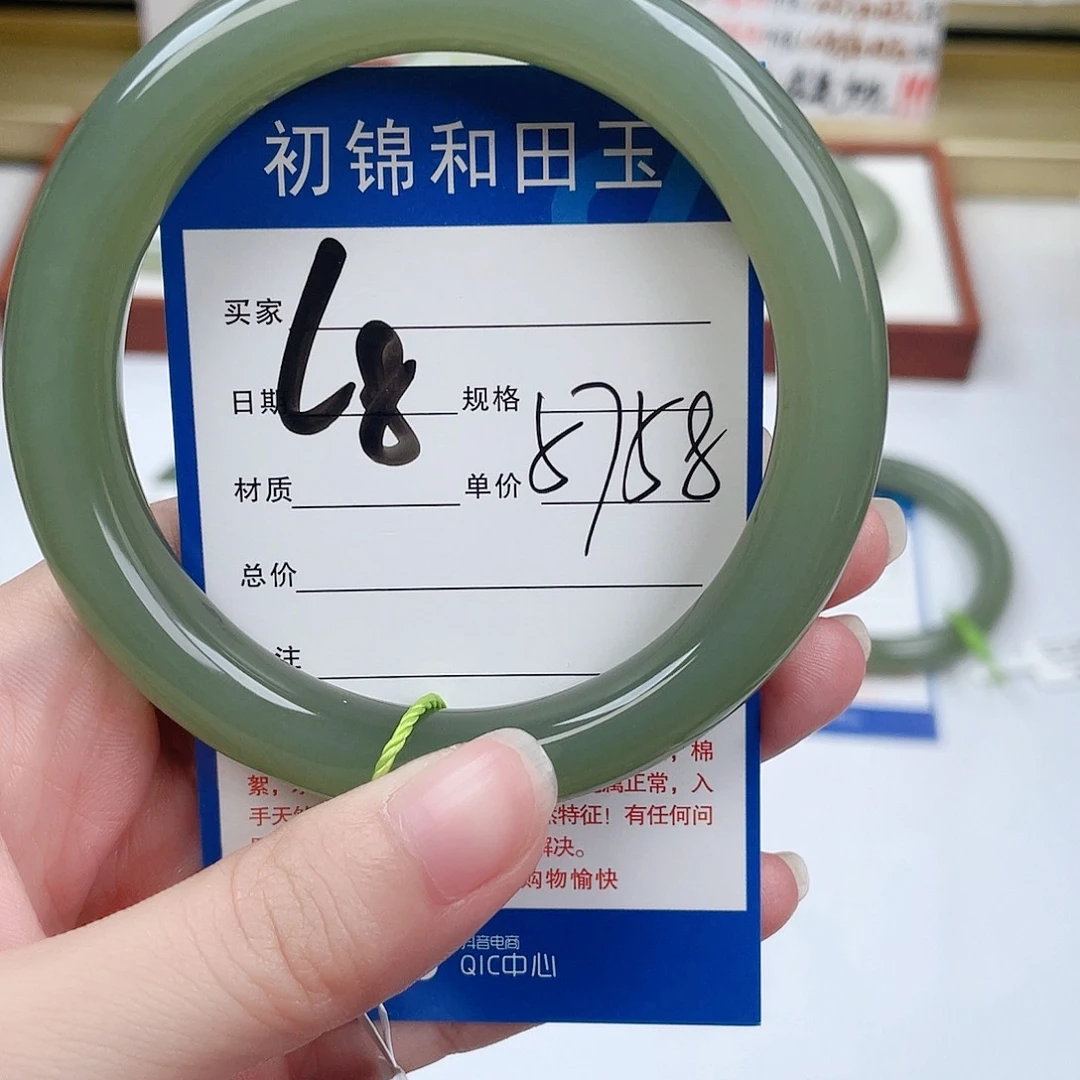 初锦和田玉
买家
L8
日期 规格
5758
材质 单价
总价
注
，棉
絮，
属正常，入
手天然 特征！有任何问
解决。
购物愉快
抖音电商
QIC中心